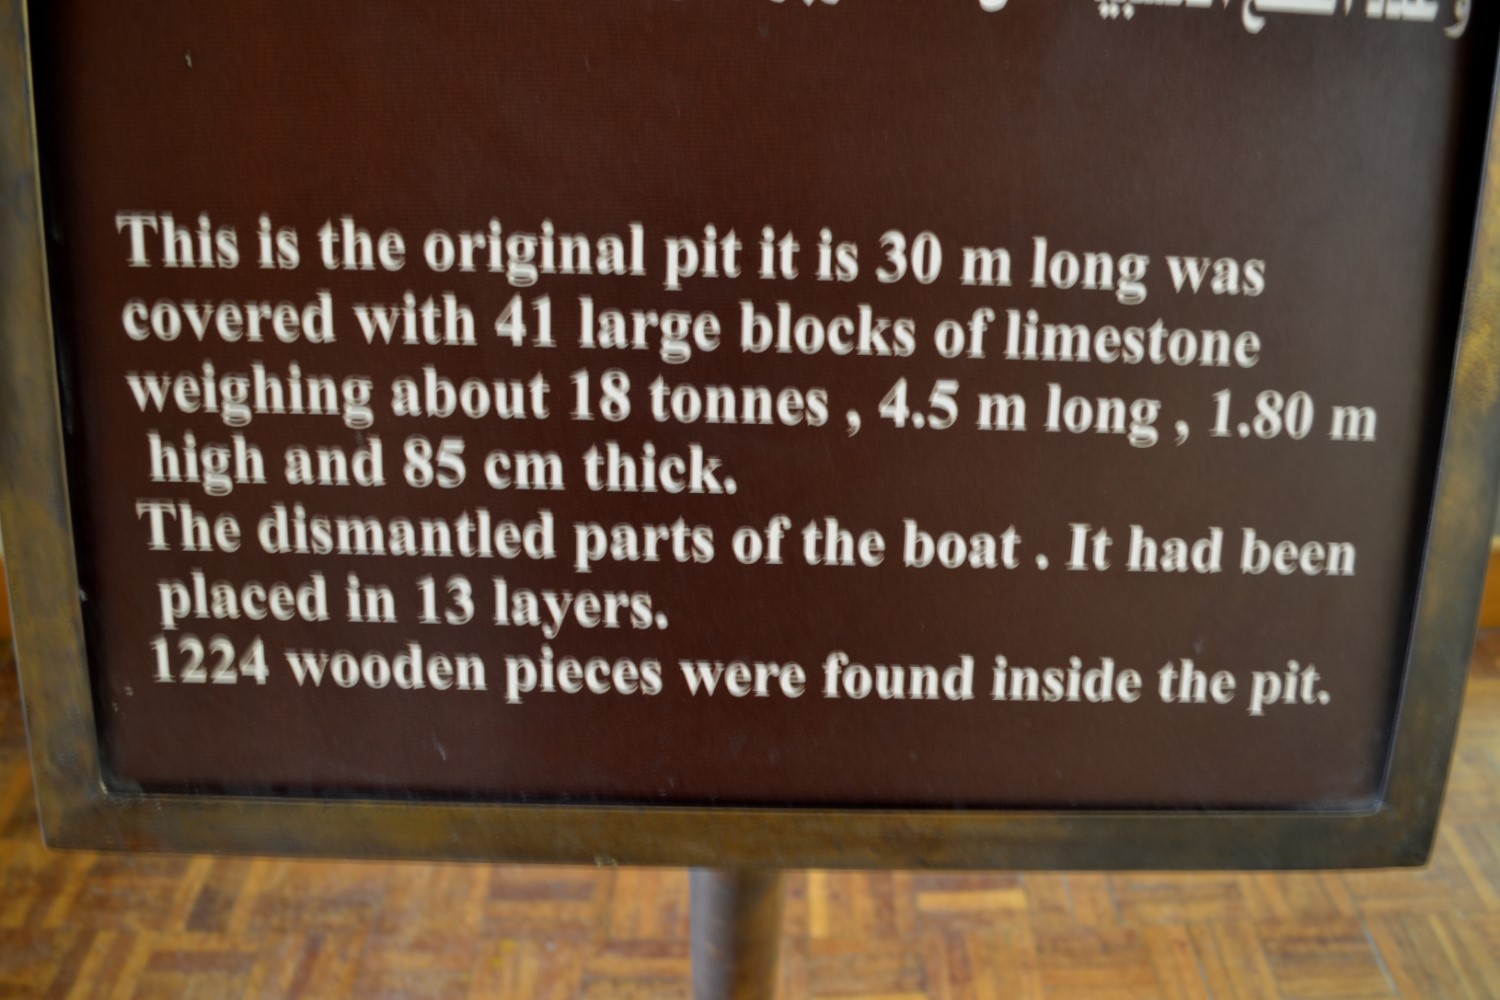 This is the original pit it is 30 m long was
covered with 41 large blocks of limestone
weighing about 18 tonnes , 4.5 m long , 1.80 m
high and 85 cm thick.
The dismantled parts of the boat . It had been
placed in 13 layers.
1224 wooden pieces were found inside the pit.